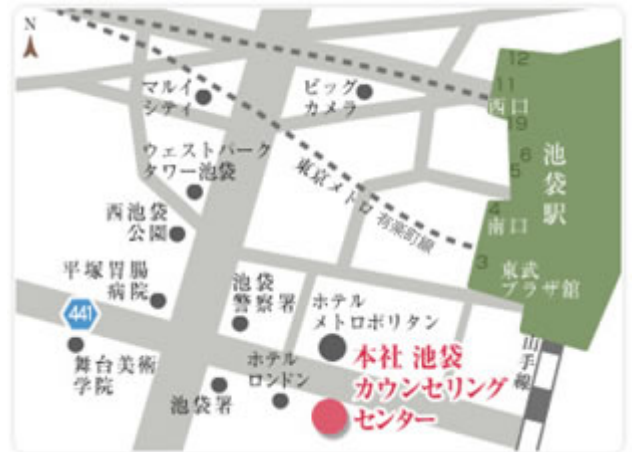 N
12
11
西口
19
マルイ
シティ
ビッグ
カメラ
6
5
池袋駅
ウェストパーク
タワー池袋
東京メトロ 有楽町線
4
南口
西池袋
公園
3
東武
プラザ館
平塚胃腸
病院
池袋
警察署
ホテル
メトロポリタン
441
山手線
舞台美術
学院
ホテル
ロンドン
本社 池袋
カウンセリング
センター
池袋署